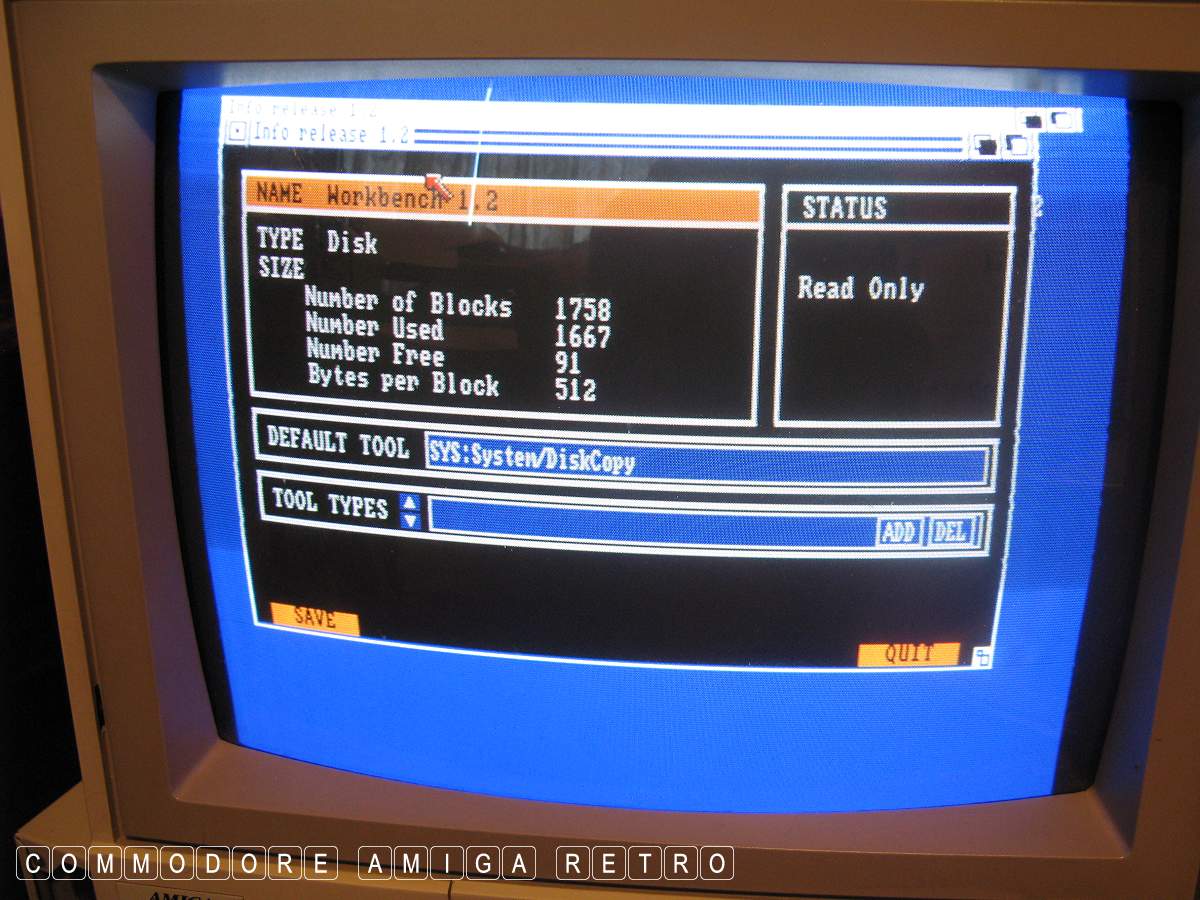 Info release 1.2
Info release 1.2
NAME Workbench 1.2
STATUS
2
TYPE Disk
SIZE
Read Only
Number of Blocks 1758
Number Used 1667
Number Free 91
Bytes per Block 512
DEFAULT TOOL SYS:System/DiskCopy
TOOL TYPES ADD DEL
SAVE
QUIT
COMMODORE AMIGA RETRO